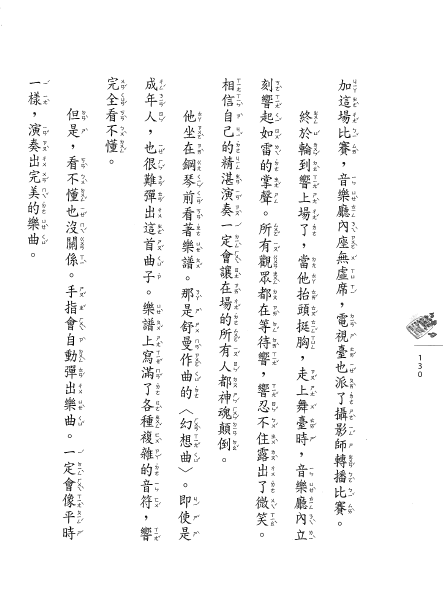 加這場比賽，音樂廳內座無虛席，電視臺也派了攝影師轉播比賽。
終於輪到響上場了，當他抬頭挺胸，走上舞臺時，音樂廳內立
刻響起如雷的掌聲。所有觀眾都在等待響，響忍不住露出了微笑。
相信自己的精湛演奏一定會讓在場的所有人都神魂顛倒。
他坐在鋼琴前看著樂譜。那是舒曼作曲的〈幻想曲〉。即使是
成年人，也很難彈出這首曲子。樂譜上寫滿了各種複雜的音符，響
完全看不懂。
但是，看不懂也沒關係。手指會自動彈出樂曲。一定會像平時
一樣，演奏出完美的樂曲。
130